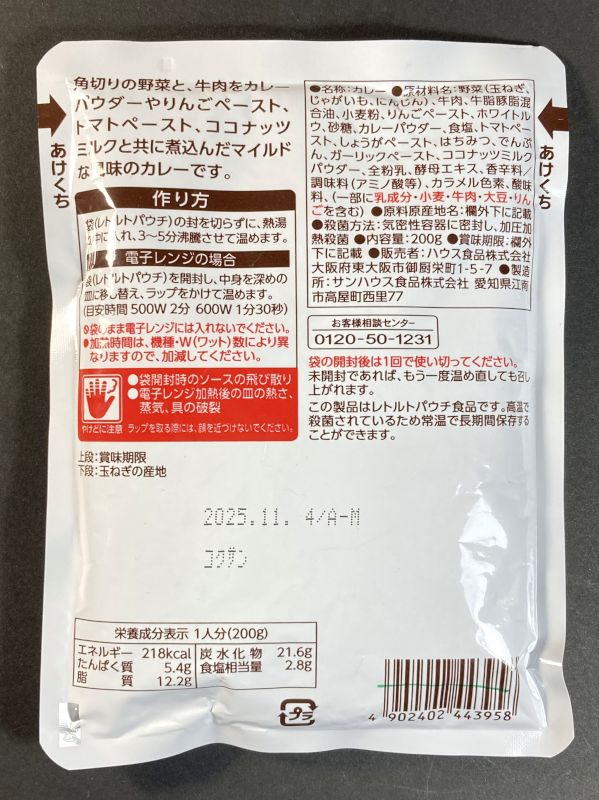 角切りの野菜と、牛肉をカレー
パウダーやりんごペースト、
トマトペースト、ココナッツ
ミルクと共に煮込んだマイルド
な風味のカレーです。
あけくち
作り方
袋(レトルトパウチ)の封を切らずに、熱湯
の中に入れ、3〜5分沸騰させて温めます。
電子レンジの場合
袋(レトルトパウチ)を開封し、中身を深めの
皿に移し替え、ラップをかけて温めます。
(目安時間 500W 2分 600W 1分30秒)
袋のまま電子レンジには入れないでください。
●加熱時間は、機種・W(ワット)数により異
なりますので、加減してください。
●袋開封時のソースの飛び散り
●電子レンジ加熱後の皿の熱さ、
蒸気、具の破裂
やけどに注意 ラップを取る際には、顔を近づけないでください。
●名称:カレー ●原材料名:野菜(玉ねぎ、
じゃがいも、にんじん)、牛肉、牛脂豚脂混
合油、小麦粉、りんごペースト、ホワイトル
ウ、砂糖、カレーパウダー、食塩、トマトペー
スト、しょうがペースト、はちみつ、でんぷ
ん、ガーリックペースト、ココナッツミルク
パウダー、全粉乳、酵母エキス、香辛料/
調味料(アミノ酸等)、カラメル色素、酸味
料、(一部に乳成分・小麦・牛肉・大豆・りん
ごを含む) ●原料原産地名:欄外下に記載
●殺菌方法:気密性容器に密封し、加圧加
熱殺菌 ●内容量:200g ●賞味期限:欄外
下に記載 ●販売者:ハウス食品株式会社
大阪府東大阪市御厨栄町1-5-7 ●製造
所:サンハウス食品株式会社 愛知県江南
市高屋町西里77
あけくち
お客様相談センター
0120-50-1231
袋の開封後は1回で使い切ってください。
未開封であれば、もう一度温め直しても召し
上がれます。
この製品はレトルトパウチ食品です。高温で
殺菌されているため常温で長期間保存する
ことができます。
上段:賞味期限
下段:玉ねぎの産地
2025.11. 4/A-M
コクサン
栄養成分表示 1人分(200g)
エネルギー 218kcal 炭水化物 21.6g
たんぱく質 5.4g 食塩相当量 2.8g
脂質 12.2g
プラ
4 902402 443958